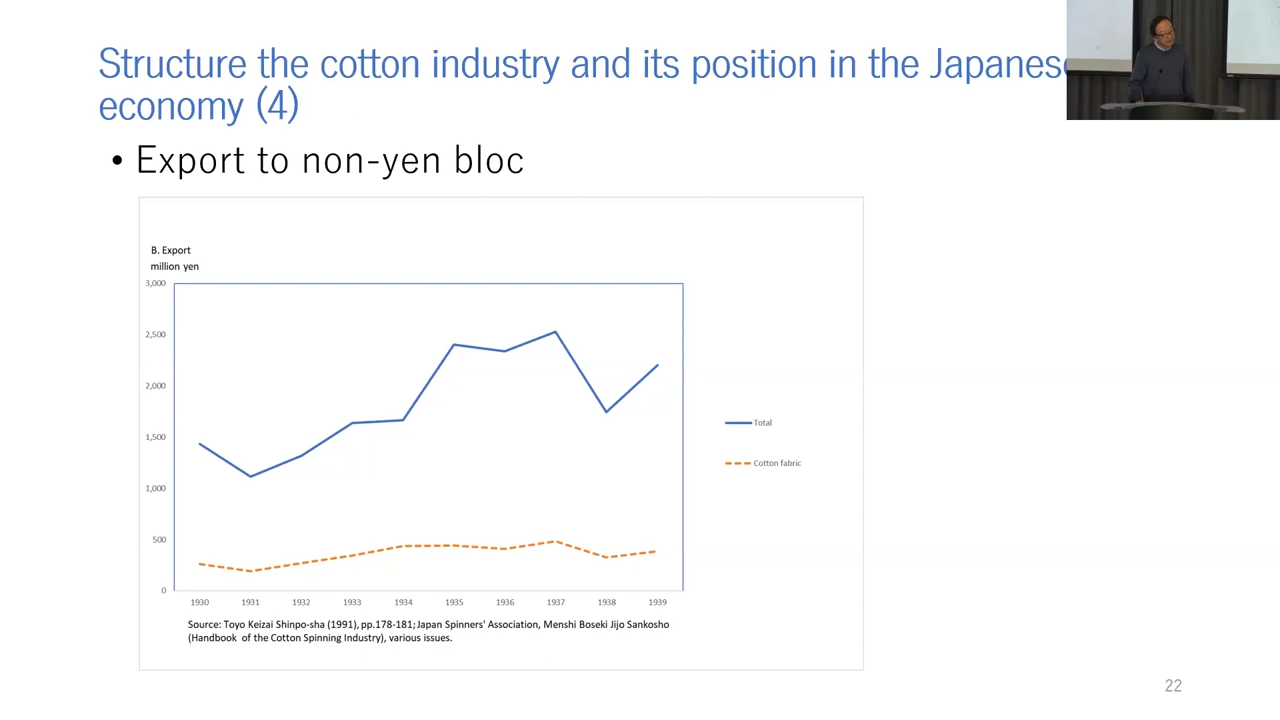 Structure the cotton industry and its position in the Japanese
economy (4)
• Export to non-yen bloc
B. Export
million yen
3,000
2,500
2,000
1,500
1,000
500
0
1930 1931 1932 1933 1934 1935 1936 1937 1938 1939
Total
Cotton fabric
Source: Toyo Keizai Shinpo-sha (1991), pp.178-181; Japan Spinners' Association, Menshi Boseki Jijo Sankosho
(Handbook of the Cotton Spinning Industry), various issues.
22